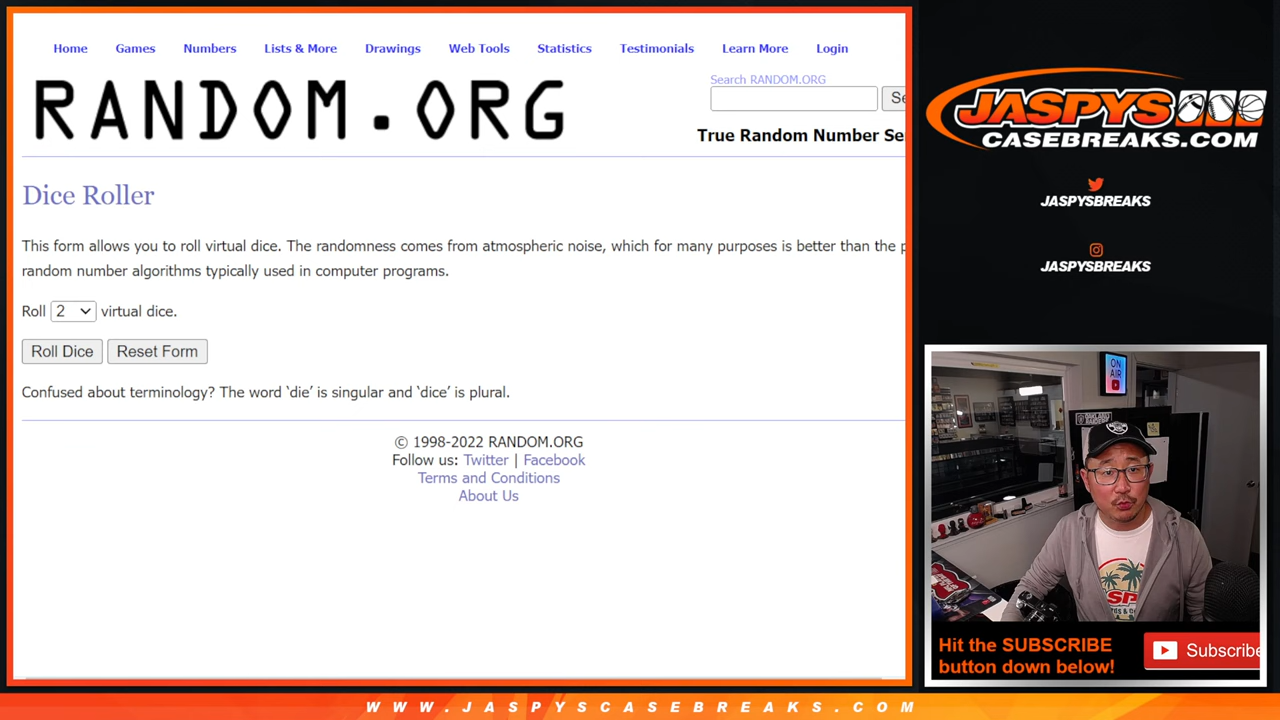 Home Games Numbers Lists & More Drawings Web Tools Statistics Testimonials Learn More Login
RANDOM.ORG
Search RANDOM.ORG
Se
True Random Number Se
Dice Roller
This form allows you to roll virtual dice. The randomness comes from atmospheric noise, which for many purposes is better than the p
random number algorithms typically used in computer programs.
Roll 2 virtual dice.
Roll Dice Reset Form
Confused about terminology? The word ‘die’ is singular and ‘dice’ is plural.
© 1998-2022 RANDOM.ORG
Follow us: Twitter | Facebook
Terms and Conditions
About Us
JASPYS
CASEBREAKS.COM
JASPYSBREAKS
JASPYSBREAKS
ON
AIR
Hit the SUBSCRIBE
button down below!
Subscribe
WWW.JASPYSCASEBREAKS.COM